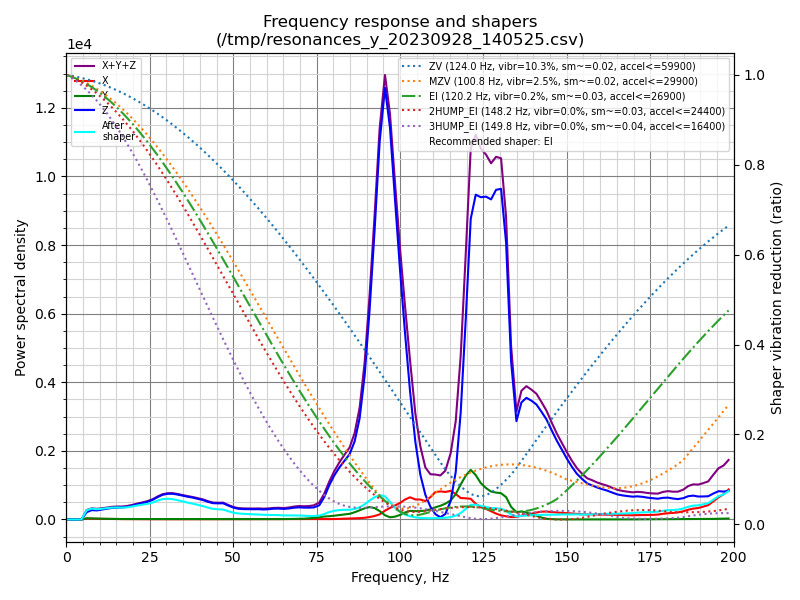 Frequency response and shapers
(/tmp/resonances_y_20230928_140525.csv)
1e4
X+Y+Z
X
Y
Z
After
shaper
ZV (124.0 Hz, vibr=10.3%, sm~=0.02, accel<=59900)
MZV (100.8 Hz, vibr=2.5%, sm~=0.02, accel<=29900)
EI (120.2 Hz, vibr=0.2%, sm~=0.03, accel<=26900)
2HUMP_EI (148.2 Hz, vibr=0.0%, sm~=0.03, accel<=24400)
3HUMP_EI (149.8 Hz, vibr=0.0%, sm~=0.04, accel<=16400)
Recommended shaper: EI
Power spectral density
1.2
1.0
0.8
0.6
0.4
0.2
0.0
1.0
0.8
0.6
0.4
0.2
0.0
Shaper vibration reduction (ratio)
0 25 50 75 100 125 150 175 200
Frequency, Hz